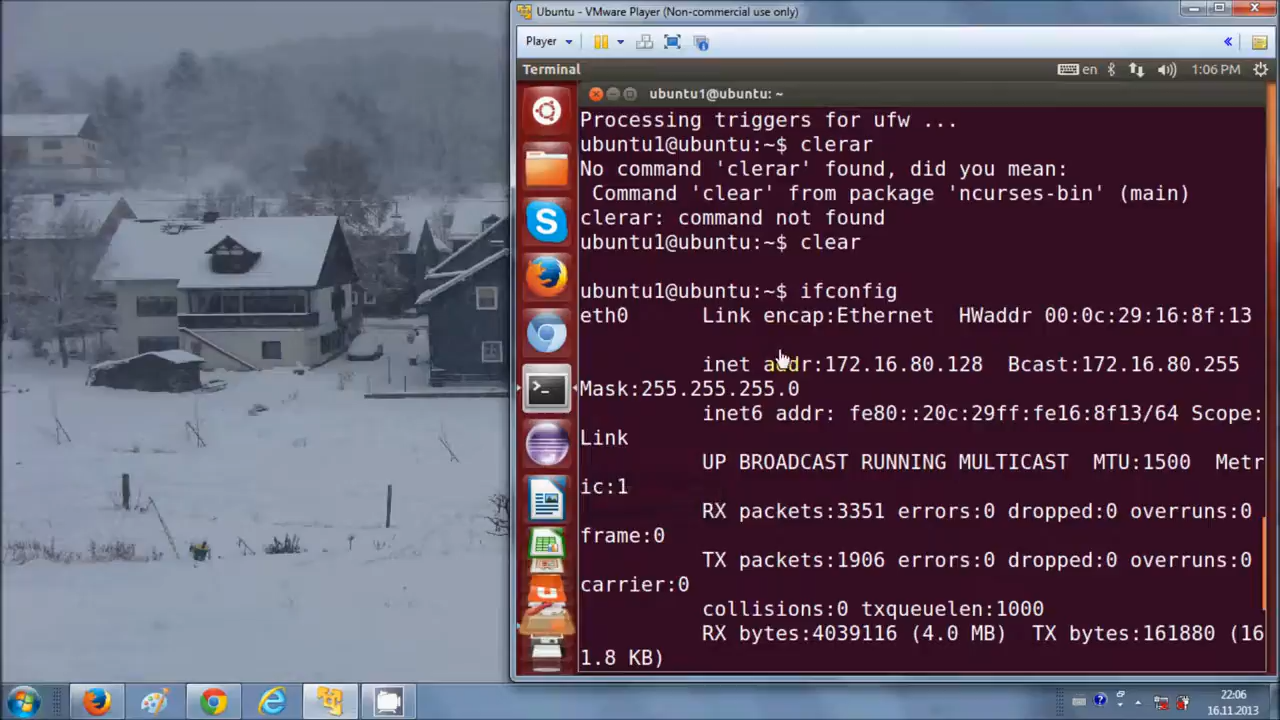 Ubuntu - VMware Player (Non-commercial use only)
Player
Terminal
en
1:06 PM
ubuntu1@ubuntu: ~
Processing triggers for ufw ...
ubuntu1@ubuntu:~$ clerar
No command 'clerar' found, did you mean:
Command 'clear' from package 'ncurses-bin' (main)
clerar: command not found
ubuntu1@ubuntu:~$ clear
ubuntu1@ubuntu:~$ ifconfig
eth0 Link encap:Ethernet HWaddr 00:0c:29:16:8f:13
inet addr:172.16.80.128 Bcast:172.16.80.255
Mask:255.255.255.0
inet6 addr: fe80::20c:29ff:fe16:8f13/64 Scope:
Link
UP BROADCAST RUNNING MULTICAST MTU:1500 Metr
ic:1
RX packets:3351 errors:0 dropped:0 overruns:0
frame:0
TX packets:1906 errors:0 dropped:0 overruns:0
carrier:0
collisions:0 txqueuelen:1000
RX bytes:4039116 (4.0 MB) TX bytes:161880 (16
1.8 KB)
22:06
16.11.2013